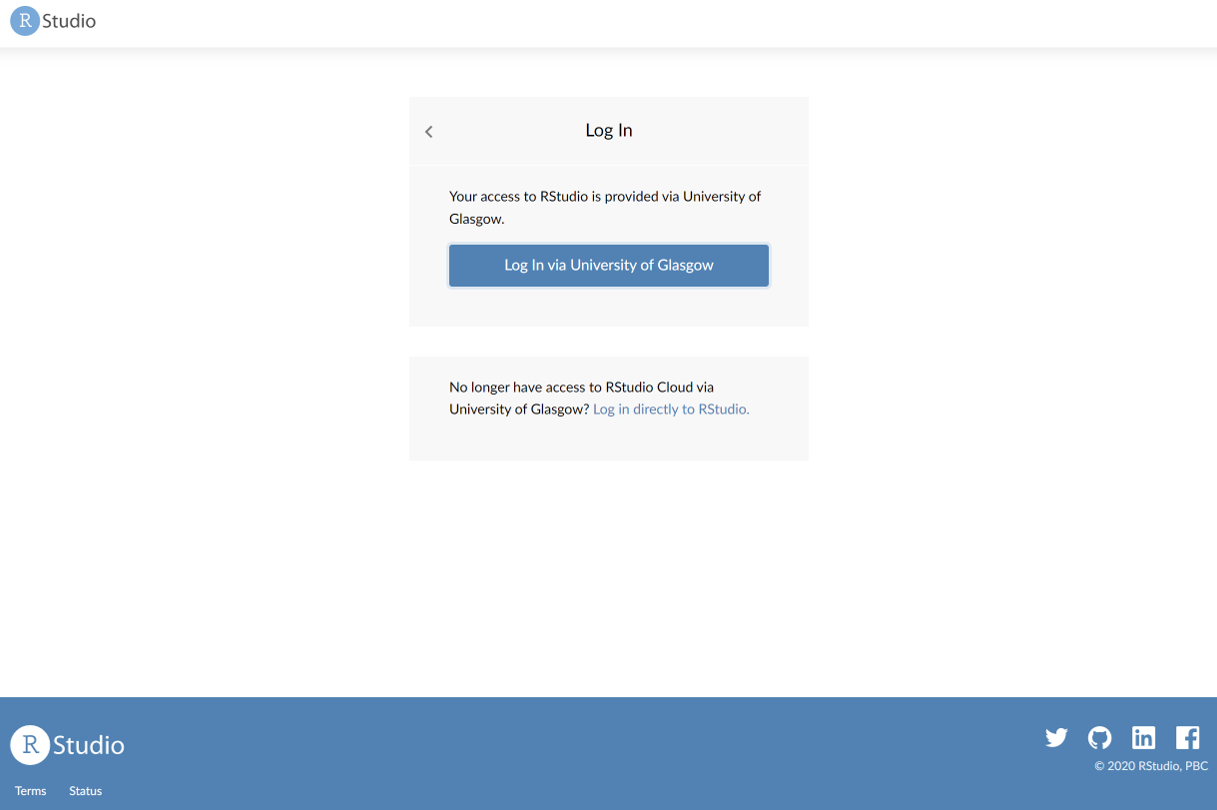 R Studio
Log In
Your access to RStudio is provided via University of
Glasgow.
Log In via University of Glasgow
No longer have access to RStudio Cloud via
University of Glasgow? Log in directly to RStudio.
R Studio
in
© 2020 RStudio, PBC
Terms Status